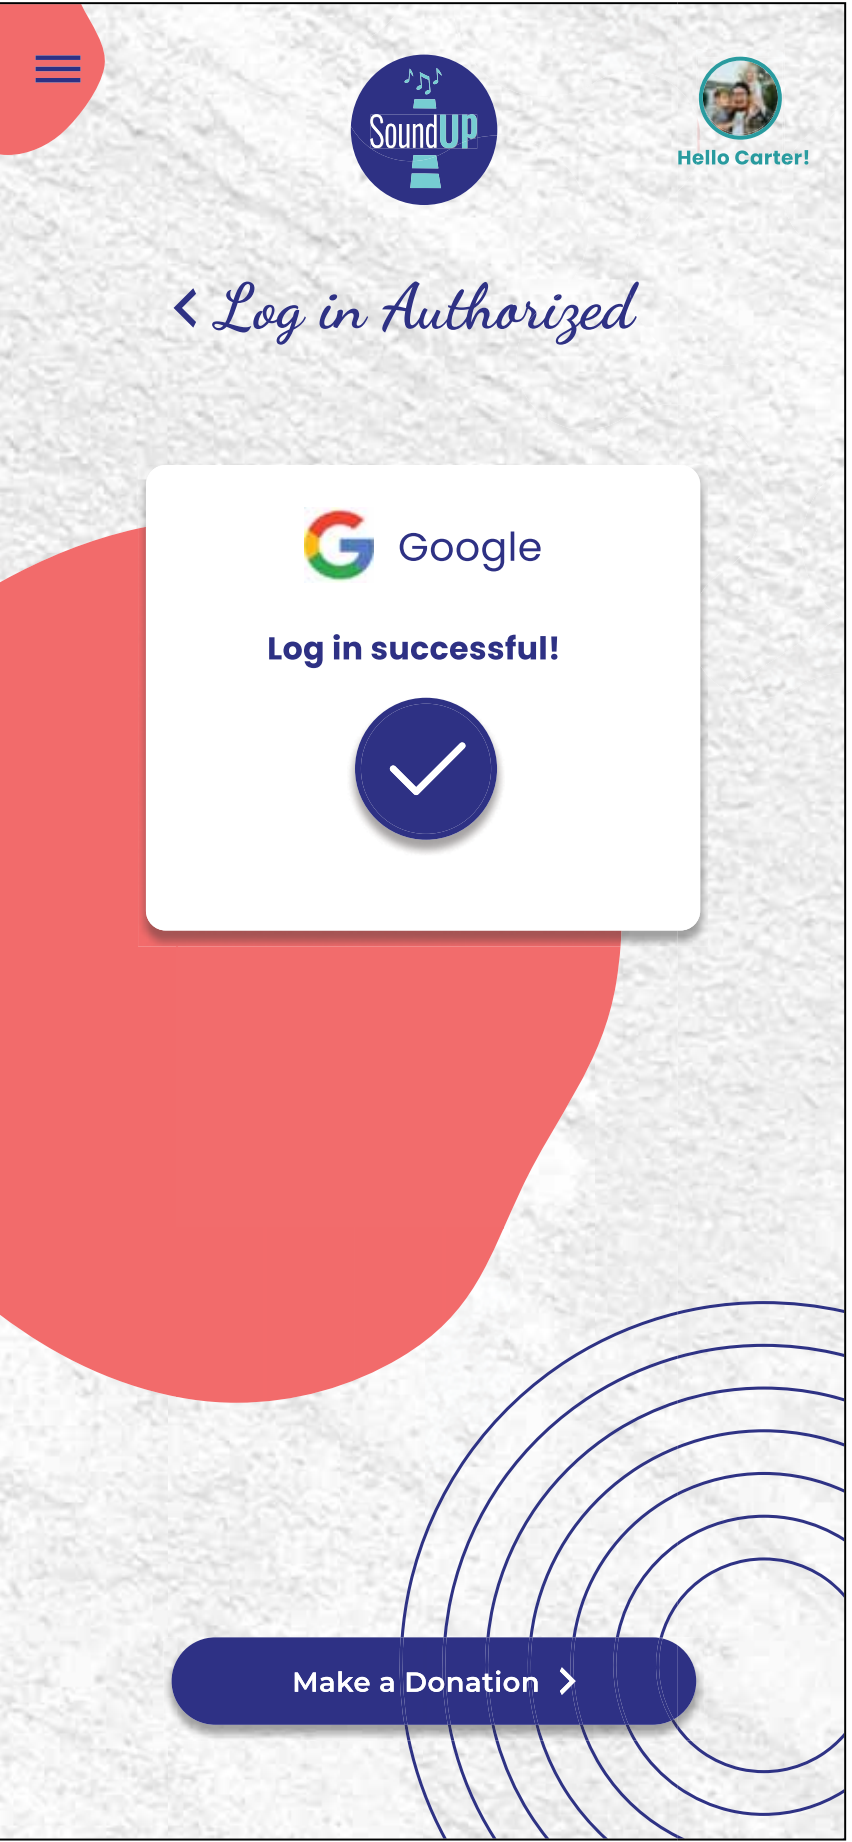 SoundUP
Hello Carter!
Log in Authorized
Google
Log in successful!
Make a Donation